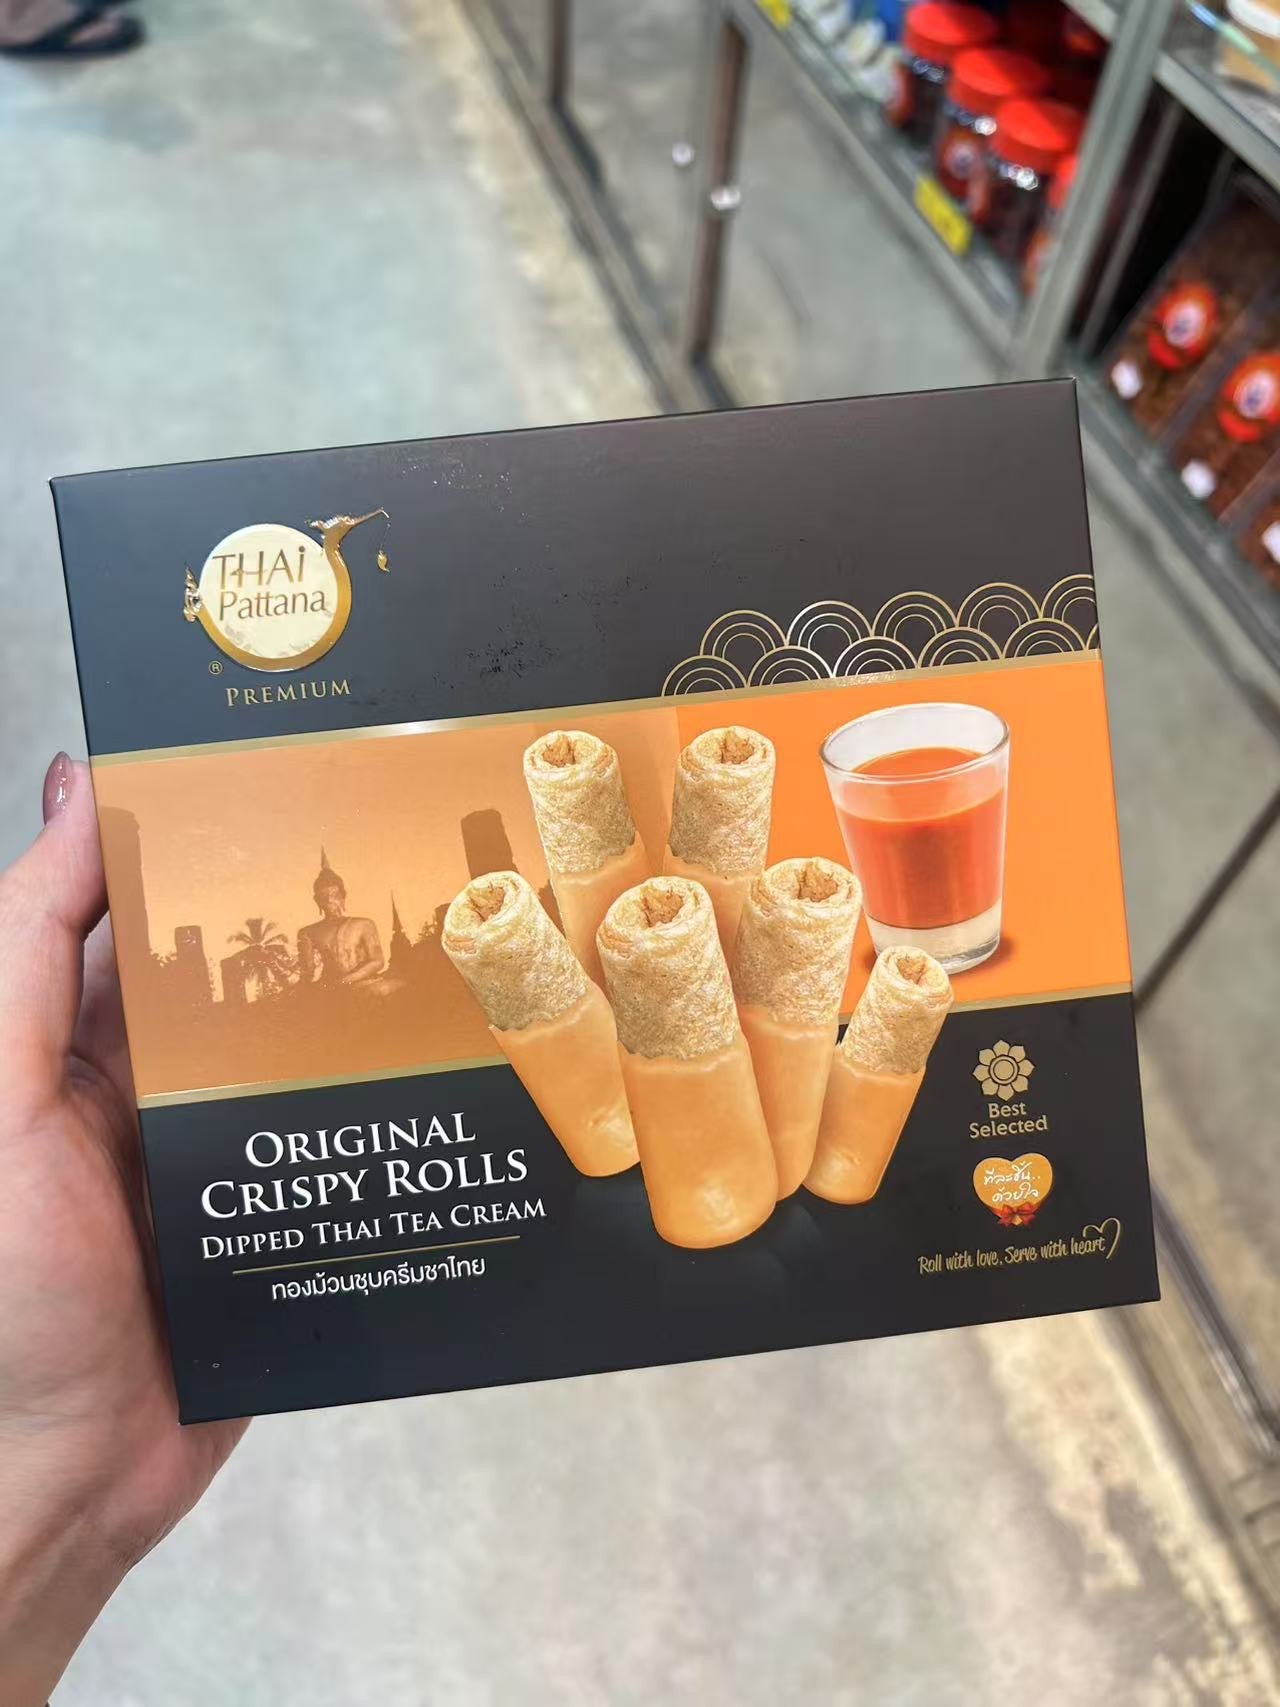 THAI
Pattana
®
PREMIUM
ORIGINAL
CRISPY ROLLS
DIPPED THAI TEA CREAM
ทองม้วนชุบครีมชาไทย
Best
Selected
ทีละชิ้น..
ด้วยใจ
Roll with love, Serve with heart